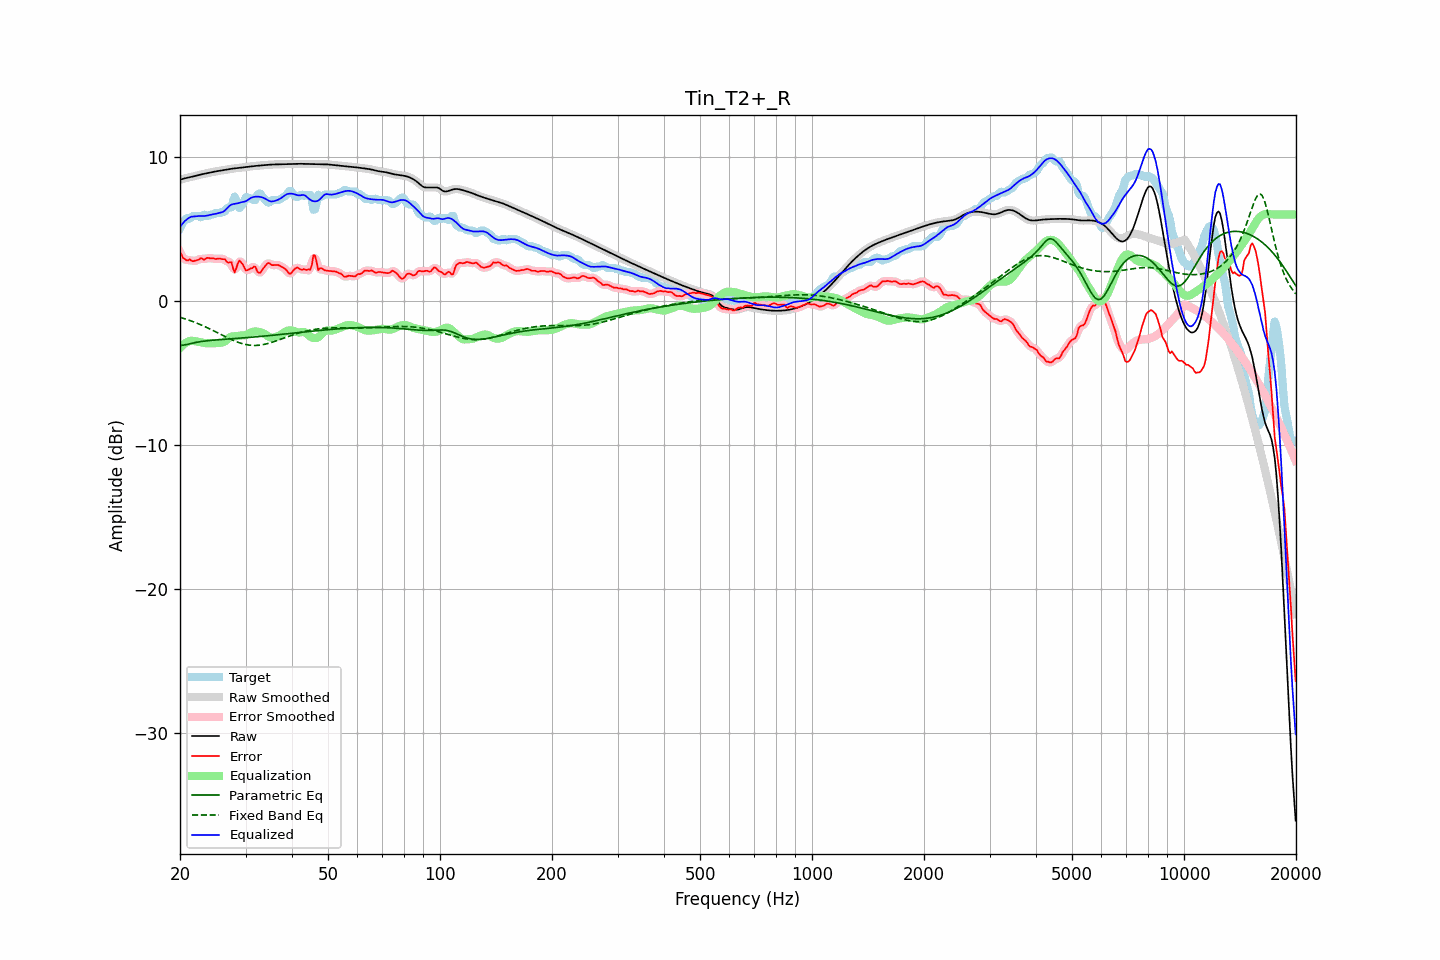 Tin_T2+_R
10
0
−10
−20
−30
Amplitude (dBr)
Target
Raw Smoothed
Error Smoothed
Raw
Error
Equalization
Parametric Eq
Fixed Band Eq
Equalized
20
50
100
200
500
1000
2000
5000
10000
20000
Frequency (Hz)